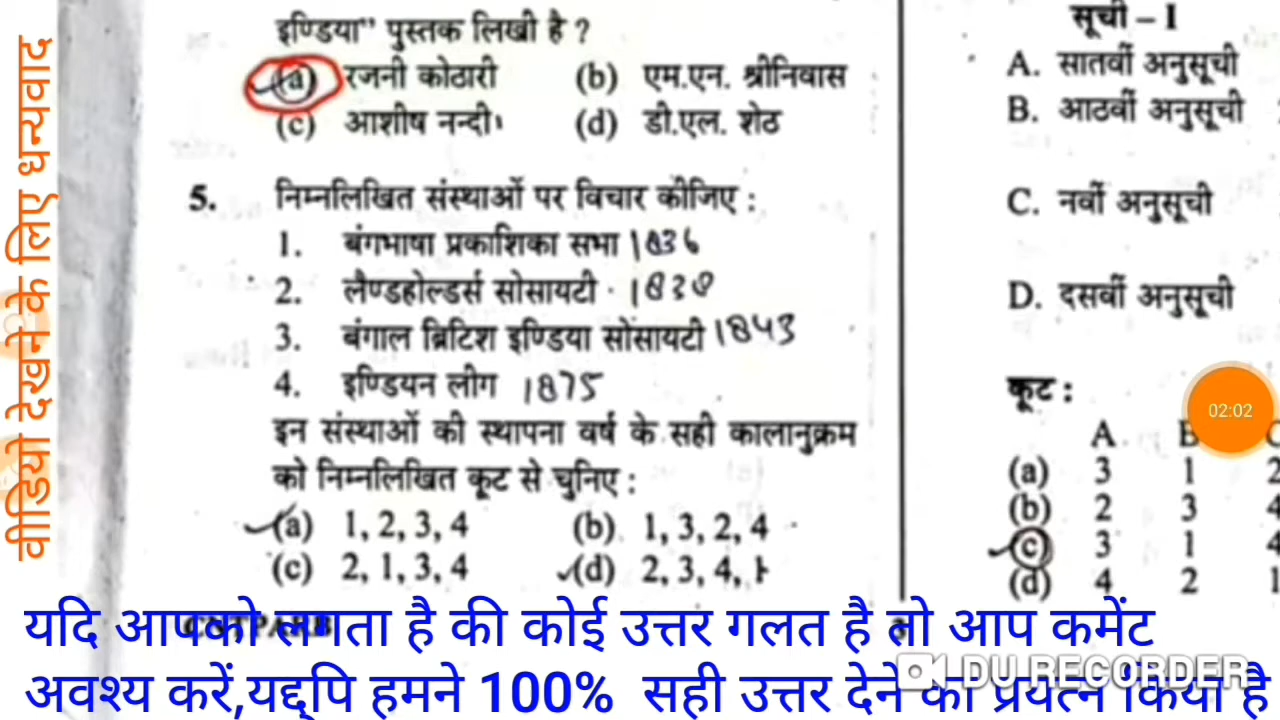 वीडियो देखने के लिए धन्यवाद
इण्डिया" पुस्तक लिखी है ?
(a) रजनी कोठारी (b) एम.एन. श्रीनिवास
(c) आशीष नन्दी (d) डी.एल. शेठ
5. निम्नलिखित संस्थाओं पर विचार कीजिए :
1. बंगभाषा प्रकाशिका सभा 1836
2. लैण्डहोल्डर्स सोसायटी 1838
3. बंगाल ब्रिटिश इण्डिया सोसायटी 1843
4. इण्डियन लीग 1875
इन संस्थाओं की स्थापना वर्ष के सही कालानुक्रम
को निम्नलिखित कूट से चुनिए :
(a) 1, 2, 3, 4 (b) 1, 3, 2, 4
(c) 2, 1, 3, 4 (d) 2, 3, 4, 1
सूची – I
A. सातवीं अनुसूची
B. आठवीं अनुसूची
C. नवीं अनुसूची
D. दसवीं अनुसूची
कूट :
A B C
(a) 3 1 2
(b) 2 3 4
(c) 3 1 4
(d) 4 2 1
02:02
यदि आपको लगता है की कोई उत्तर गलत है तो आप कमेंट
अवश्य करें,यद्द्पि हमने 100% सही उत्तर देने का प्रयत्न किया है
DU RECORDER